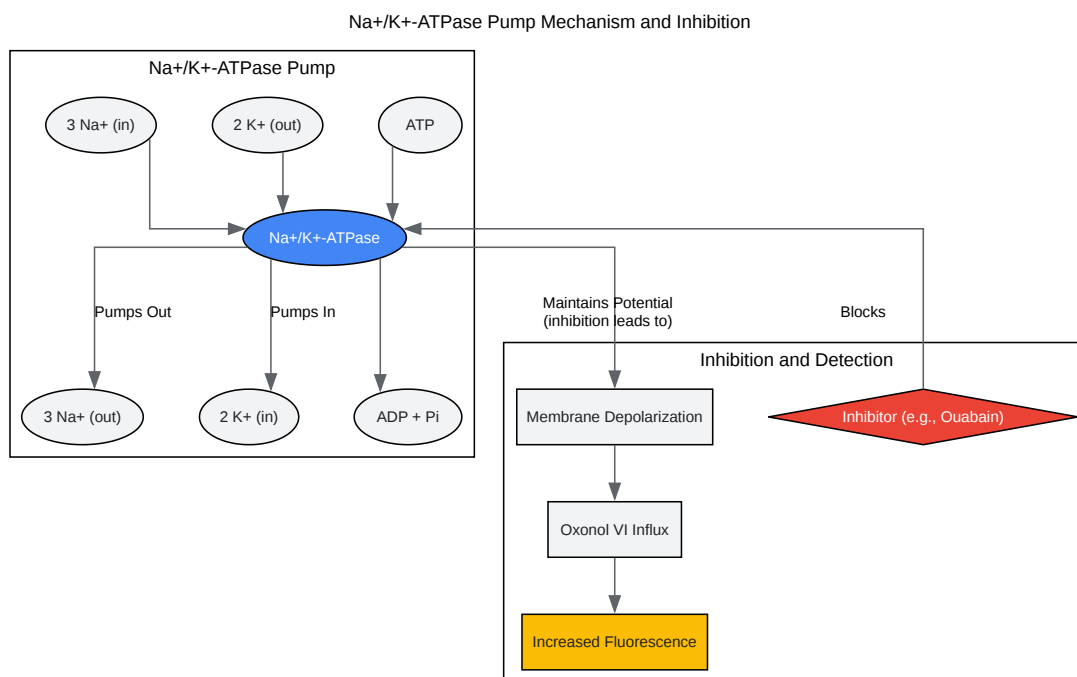 Na+/K+-ATPase Pump Mechanism and Inhibition
Na+/K+-ATPase Pump
3 Na+ (in)
2 K+ (out)
ATP
Na+/K+-ATPase
Pumps Out
Pumps In
Maintains Potential
(inhibition leads to)
Blocks
Inhibition and Detection
3 Na+ (out)
2 K+ (in)
ADP + Pi
Membrane Depolarization
Inhibitor (e.g., Ouabain)
Oxonol VI Influx
Increased Fluorescence